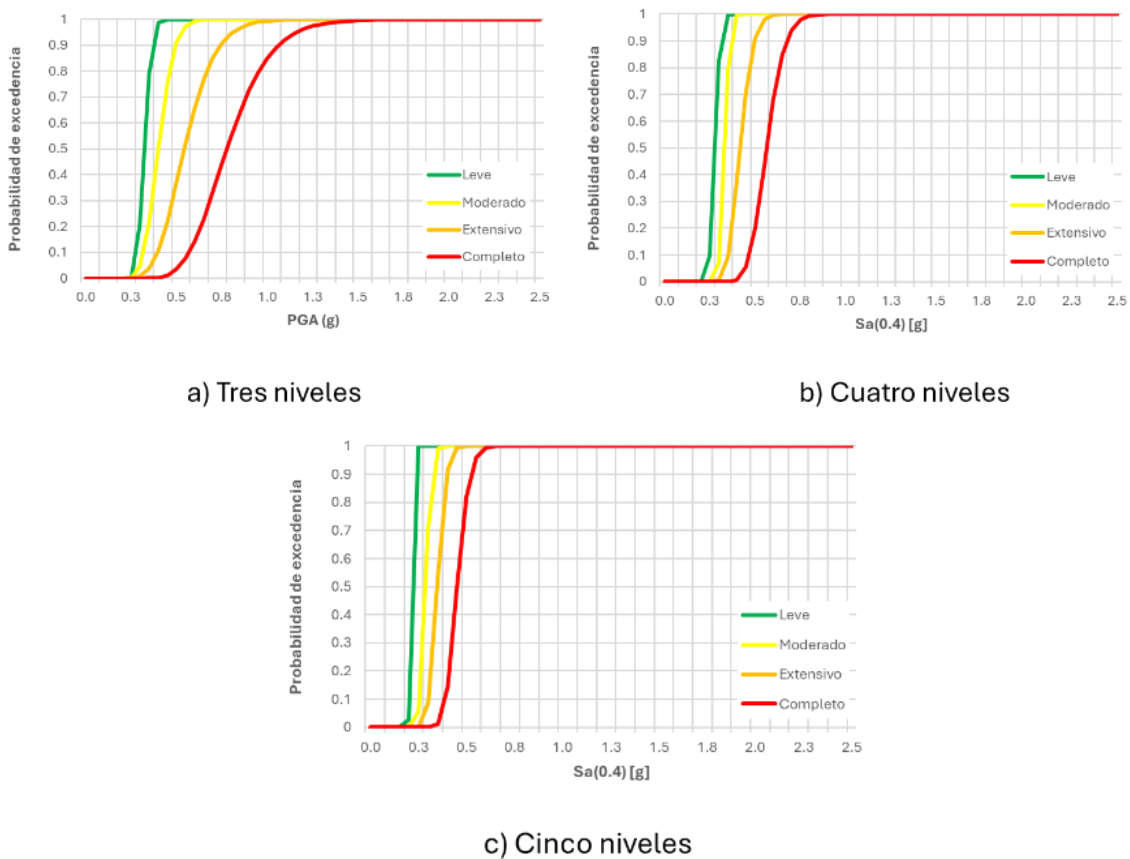 Probabilidad de excedencia
1
0.9
0.8
0.7
0.6
0.5
0.4
0.3
0.2
0.1
0
0.0 0.3 0.5 0.8 1.0 1.3 1.5 1.8 2.0 2.3 2.5
PGA (g)
Leve
Moderado
Extensivo
Completo
a) Tres niveles
Probabilidad de excedencia
1
0.9
0.8
0.7
0.6
0.5
0.4
0.3
0.2
0.1
0
0.0 0.3 0.5 0.8 1.0 1.3 1.5 1.8 2.0 2.3 2.5
Sa(0.4) [g]
Leve
Moderado
Extensivo
Completo
b) Cuatro niveles
Probabilidad de excedencia
1
0.9
0.8
0.7
0.6
0.5
0.4
0.3
0.2
0.1
0
0.0 0.3 0.5 0.8 1.0 1.3 1.5 1.8 2.0 2.3 2.5
Sa(0.4) [g]
Leve
Moderado
Extensivo
Completo
c) Cinco niveles